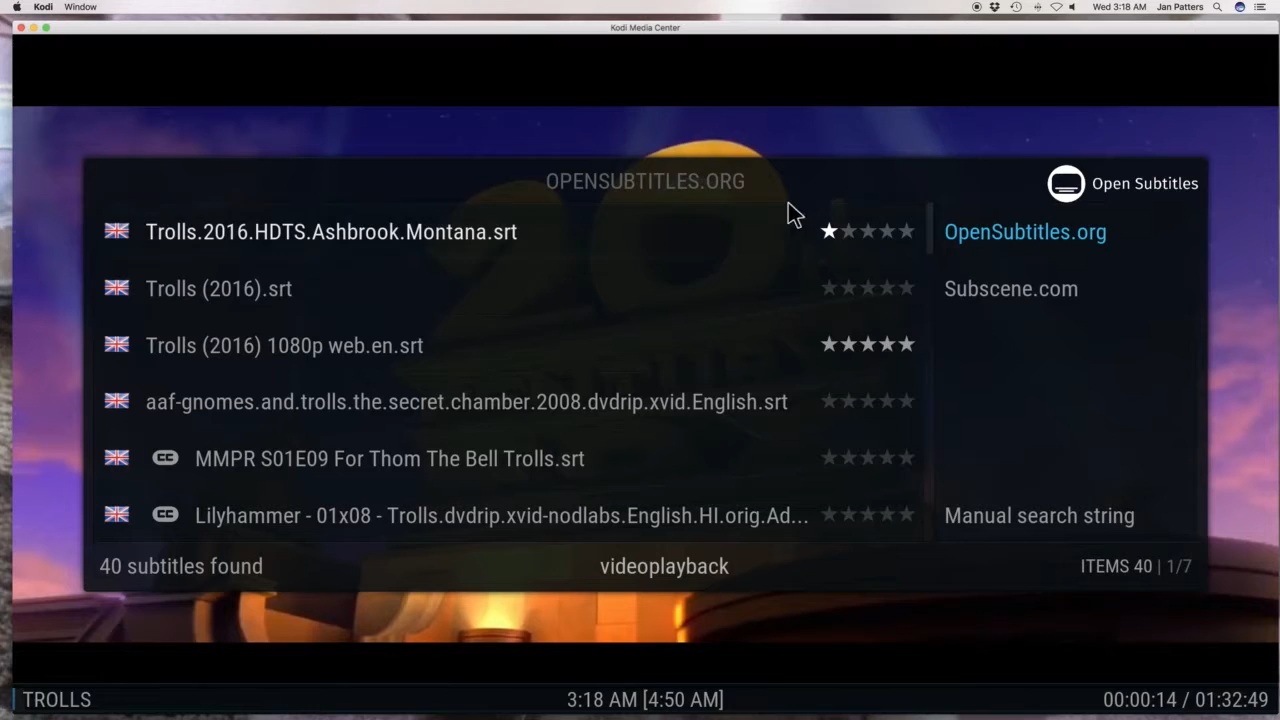 Kodi Window Wed 3:18 AM Jan Patters
Kodi Media Center
OPENSUBTITLES.ORG Open Subtitles
Trolls.2016.HDTS.Ashbrook.Montana.srt OpenSubtitles.org
Trolls (2016).srt Subscene.com
Trolls (2016) 1080p web.en.srt
aaf-gnomes.and.trolls.the.secret.chamber.2008.dvdrip.xvid.English.srt
CC MMPR S01E09 For Thom The Bell Trolls.srt
CC Lilyhammer - 01x08 - Trolls.dvdrip.xvid-nodlabs.English.HI.orig.Ad... Manual search string
40 subtitles found videoplayback ITEMS 40 | 1/7
TROLLS 3:18 AM [4:50 AM] 00:00:14 / 01:32:49